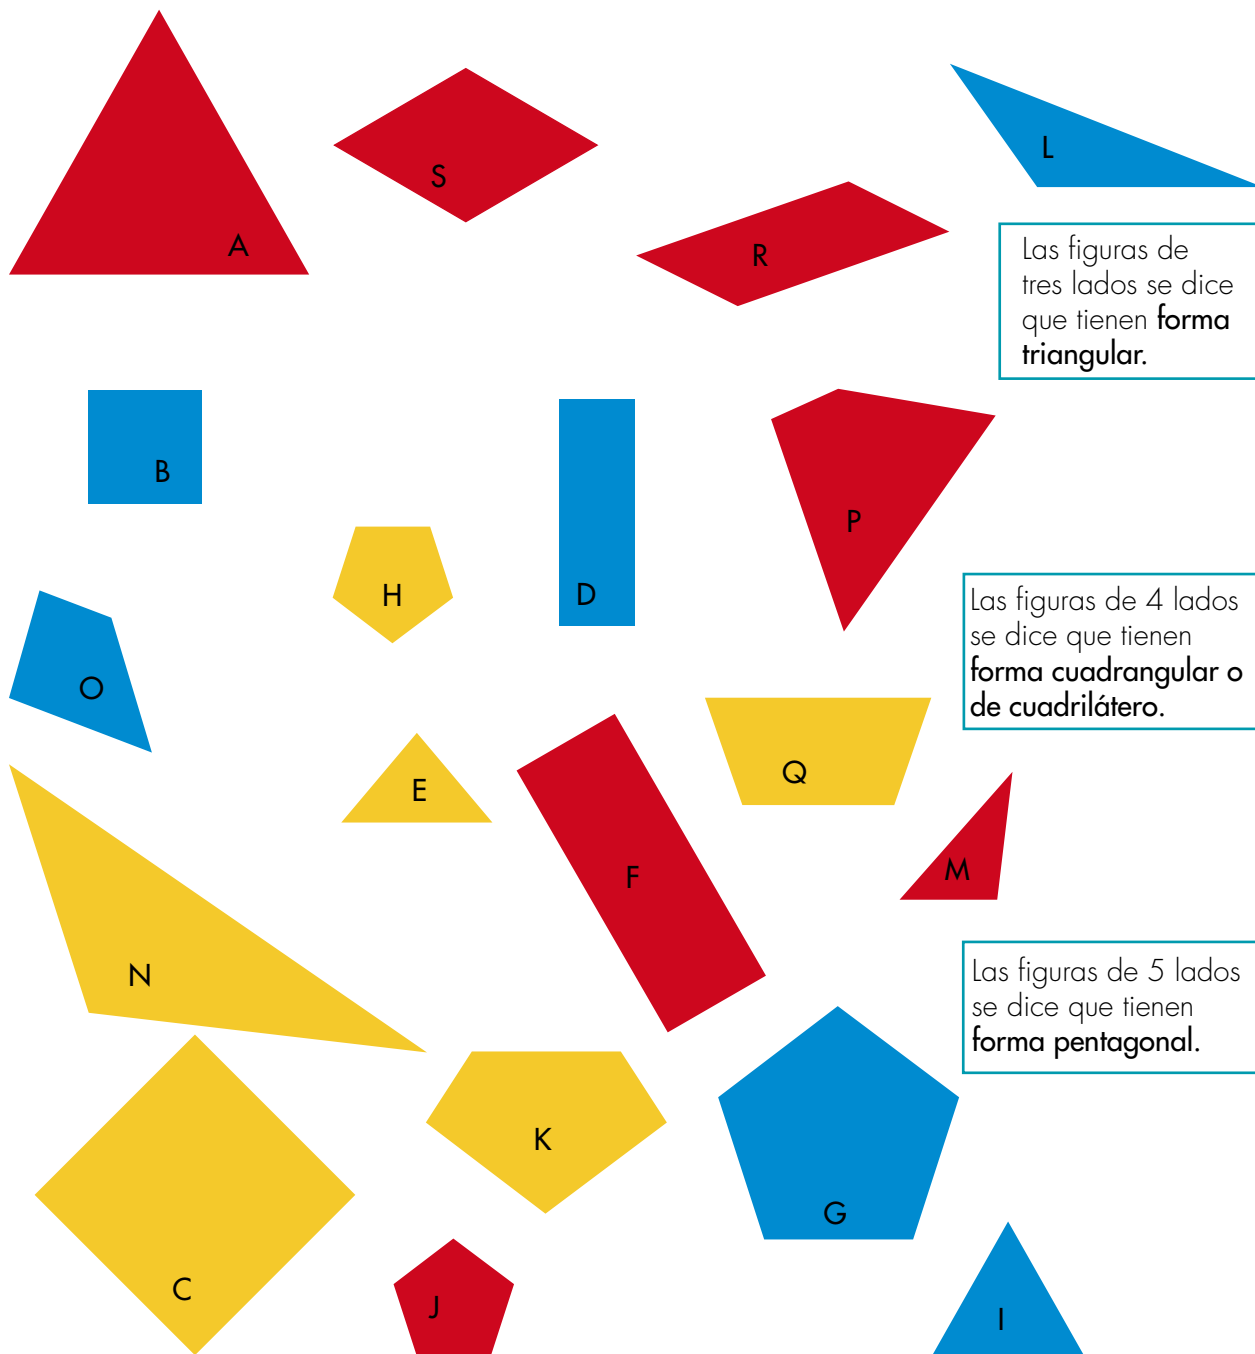 A
S
R
L
Las figuras de
tres lados se dice
que tienen forma
triangular.
B
D
P
H
O
Las figuras de 4 lados
se dice que tienen
forma cuadrangular o
de cuadrilátero.
E
Q
F
M
N
Las figuras de 5 lados
se dice que tienen
forma pentagonal.
K
G
C
J
I